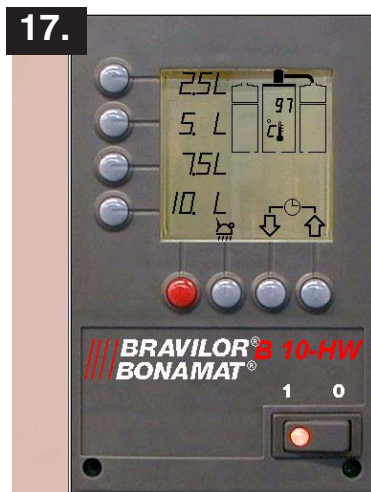 17.
2.5L
97
°C
5. L
7.5L
10. L
BRAVILOR® B 10-HW
BONAMAT®
1 0